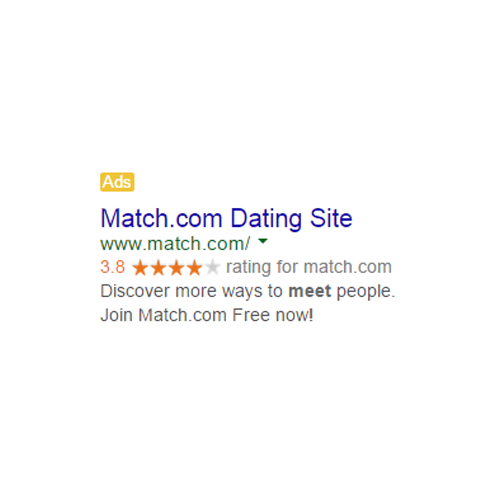 Ads
Match.com Dating Site
www.match.com/
3.8 ★★★★★ rating for match.com
Discover more ways to meet people.
Join Match.com Free now!